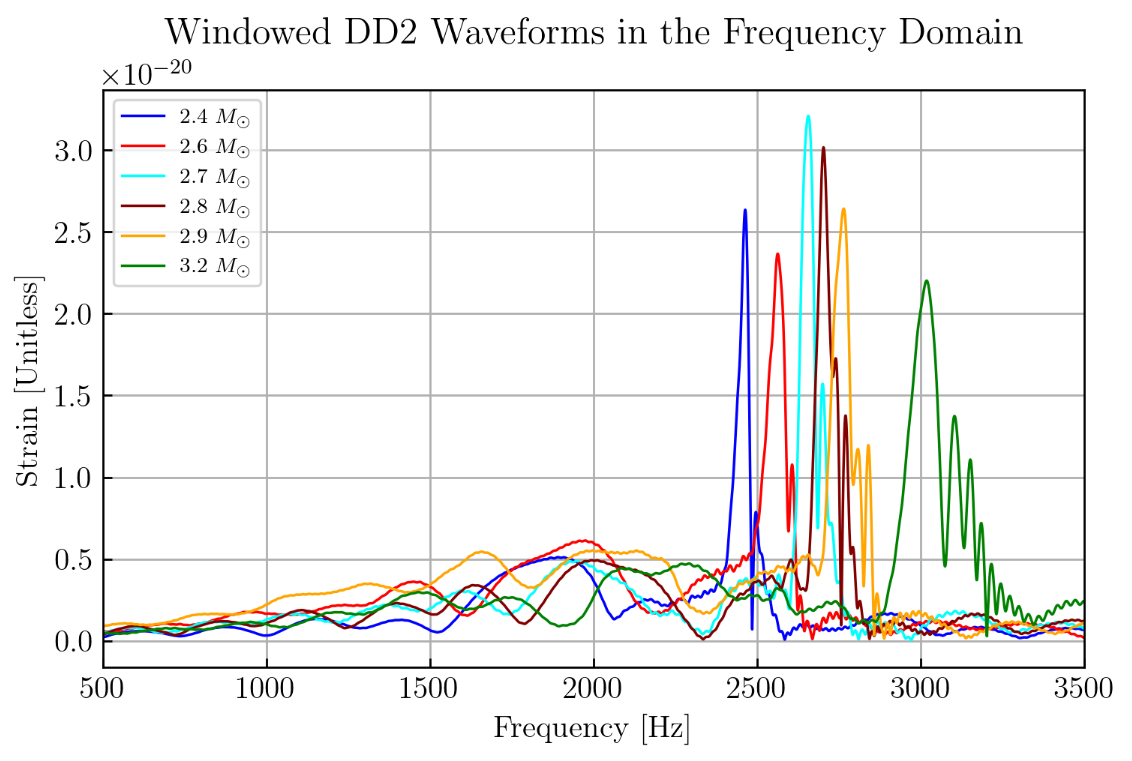 Windowed DD2 Waveforms in the Frequency Domain
×10⁻²⁰
2.4 M☉
2.6 M☉
2.7 M☉
2.8 M☉
2.9 M☉
3.2 M☉
3.0
2.5
2.0
1.5
1.0
0.5
0.0
Strain [Unitless]
500 1000 1500 2000 2500 3000 3500
Frequency [Hz]